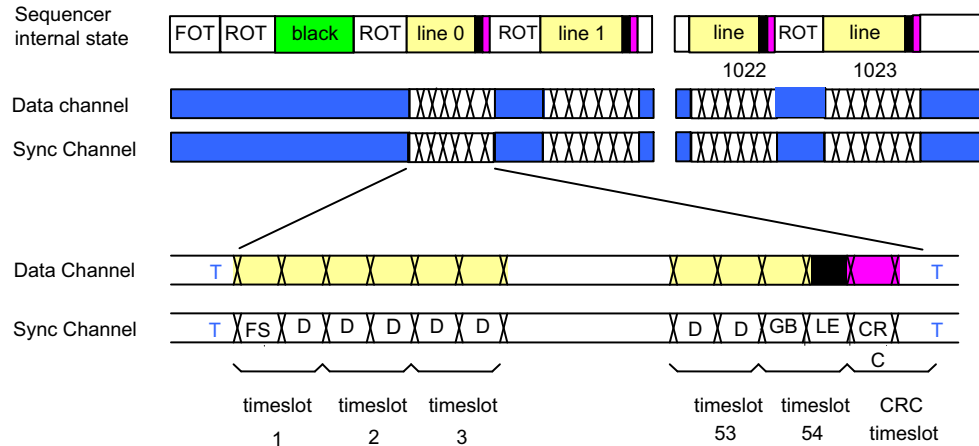 Sequencer
internal state
FOT ROT black ROT line 0 ROT line 1 line ROT line
1022 1023
Data channel
Sync Channel
Data Channel T T
Sync Channel T FS D D D D D D D GB LE CR T
C
timeslot timeslot timeslot timeslot timeslot CRC
1 2 3 53 54 timeslot